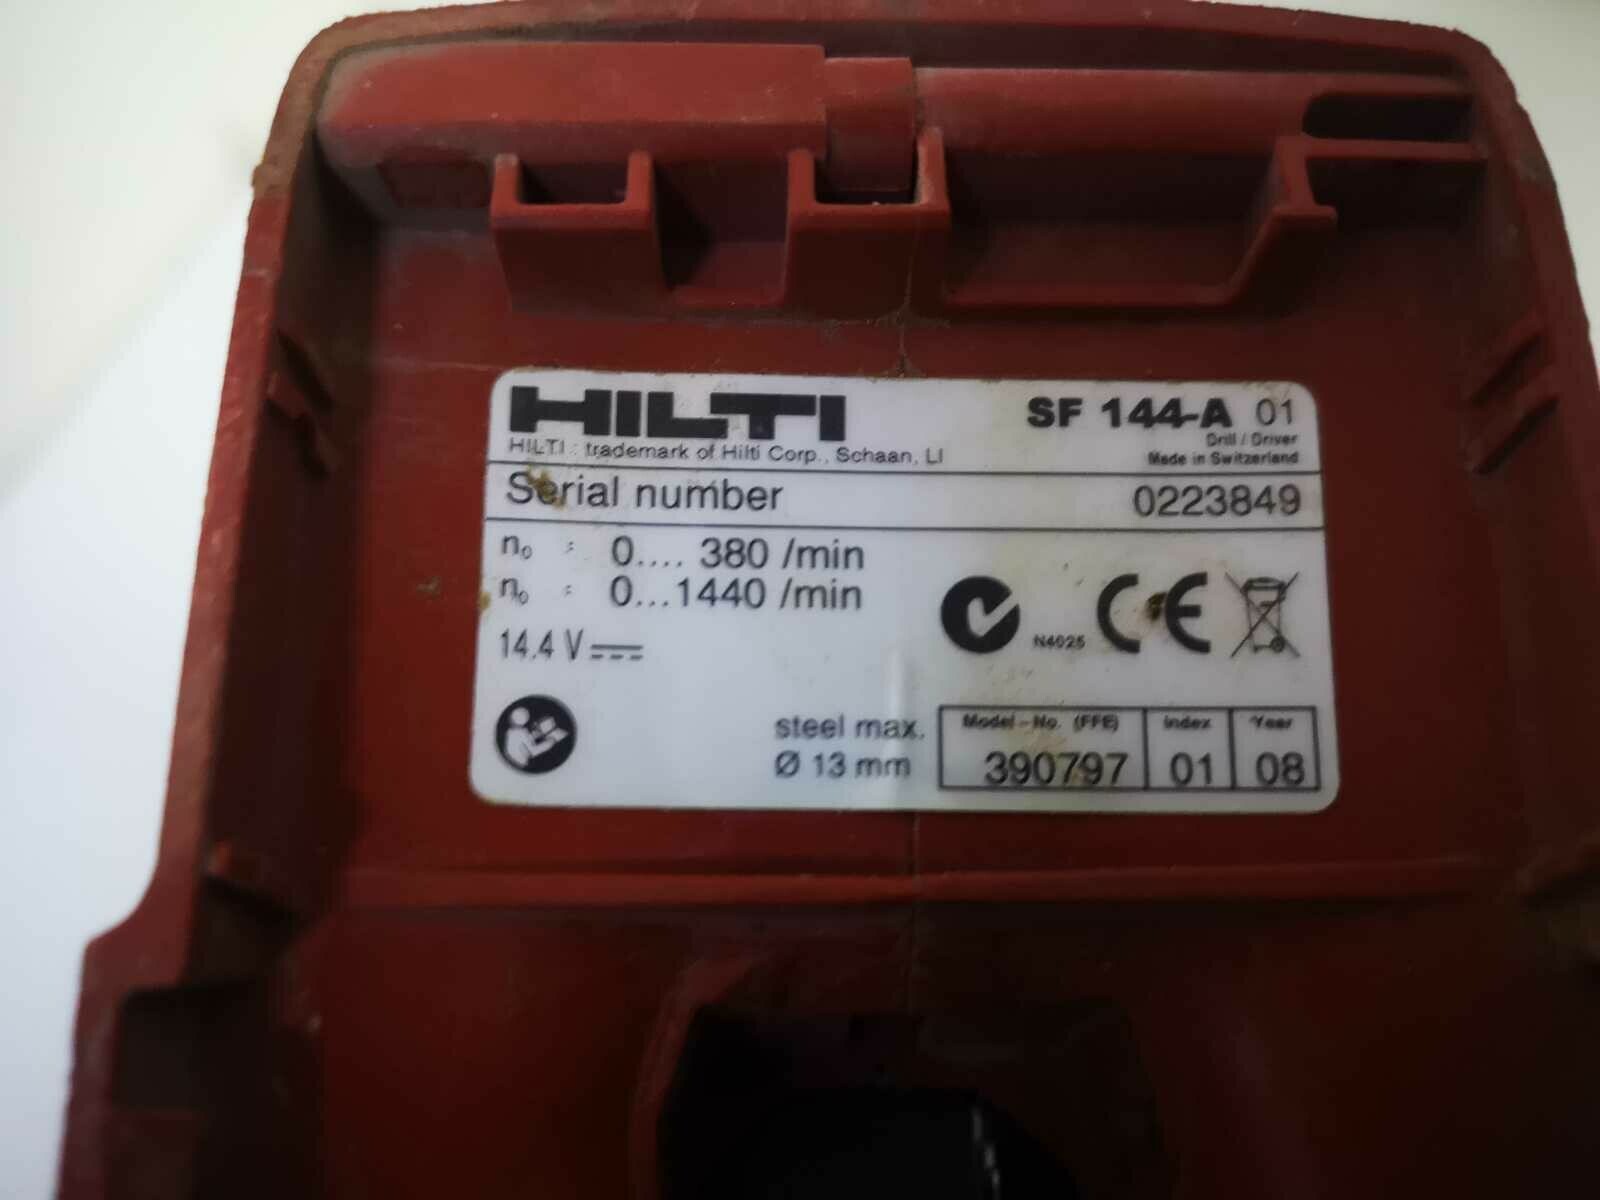 HILTI SF 144-A 01
HILTI : trademark of Hilti Corp., Schaan, LI
Drill / Driver
Made in Switzerland
Serial number 0223849
n₀ = 0.... 380 /min
n₀ = 0...1440 /min
14.4 V
N4025 CE
steel max.
Ø 13 mm
Model-No. (FFE) Index Year
390797 01 08